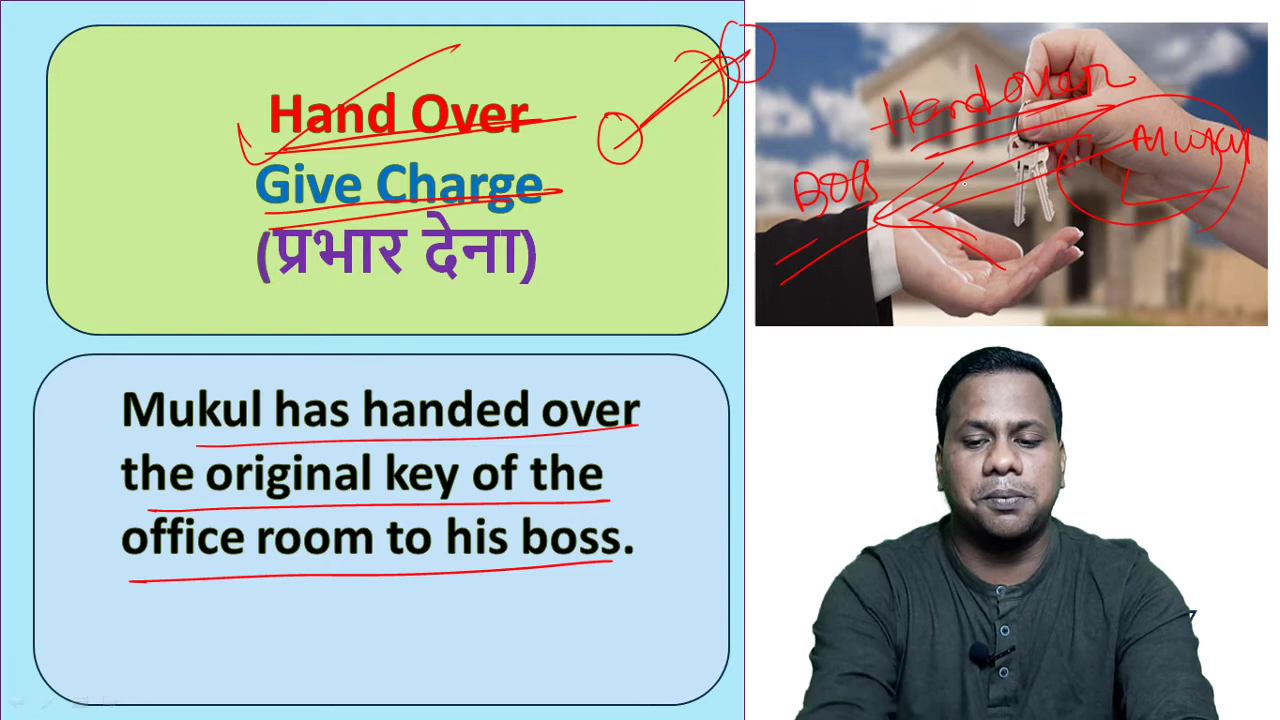 Hand Over
Give Charge
(प्रभार देना)
Mukul has handed over
the original key of the
office room to his boss.
Hand over
Mukul